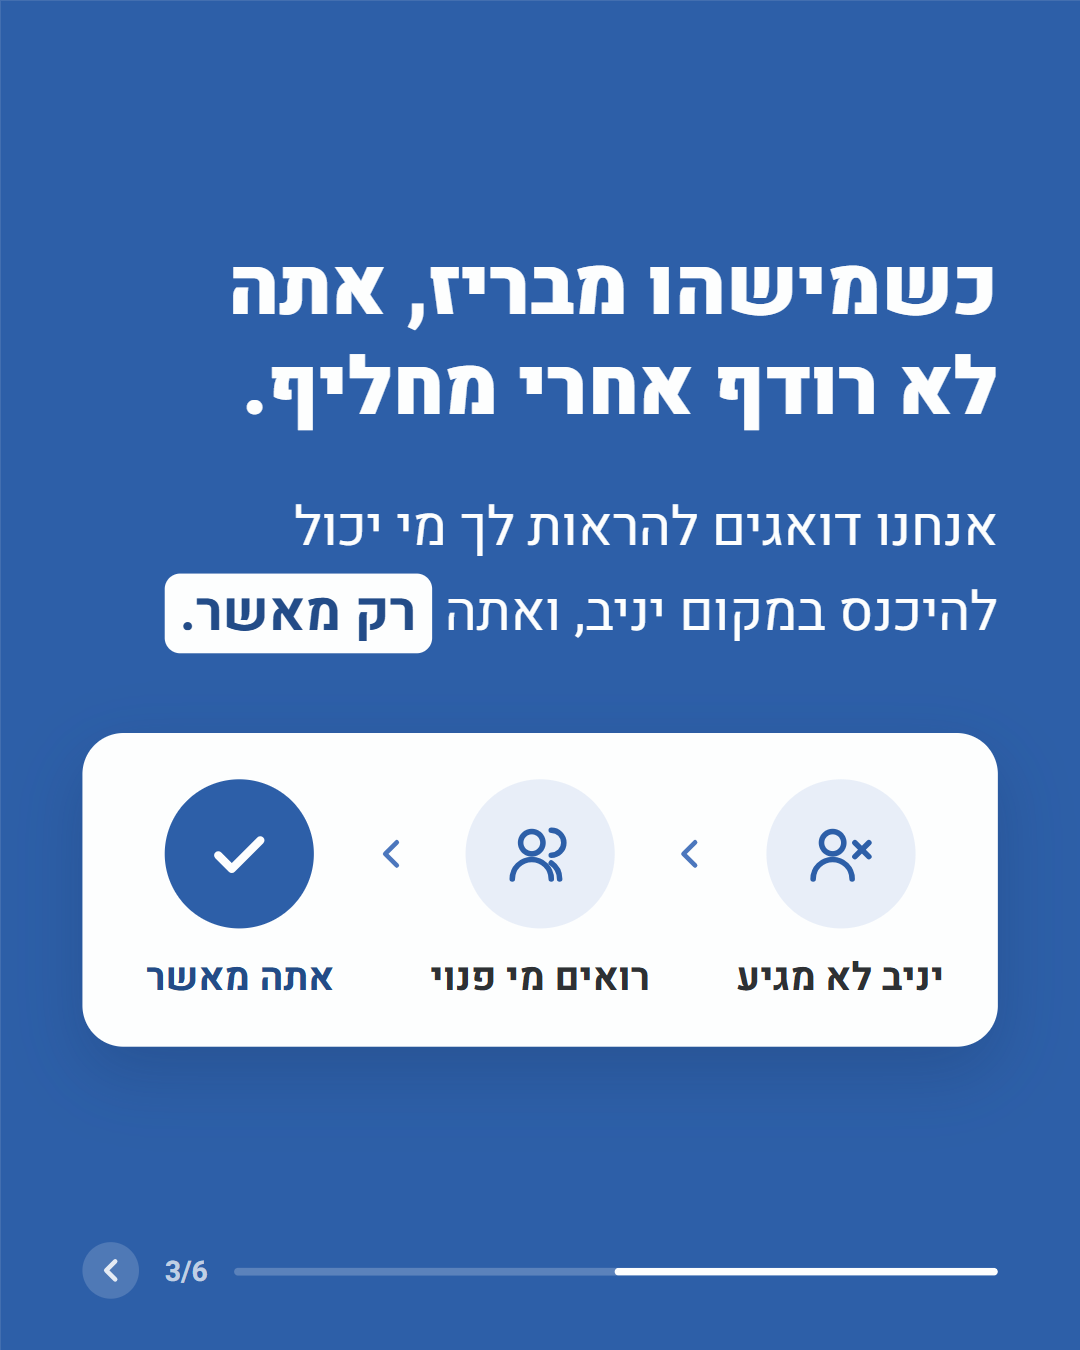 כשמישהו מבריז, אתה
לא רודף אחרי מחליף.
אנחנו דואגים להראות לך מי יכול
להיכנס במקום יניב, ואתה רק מאשר.
יניב לא מגיע
רואים מי פנוי
אתה מאשר
3/6